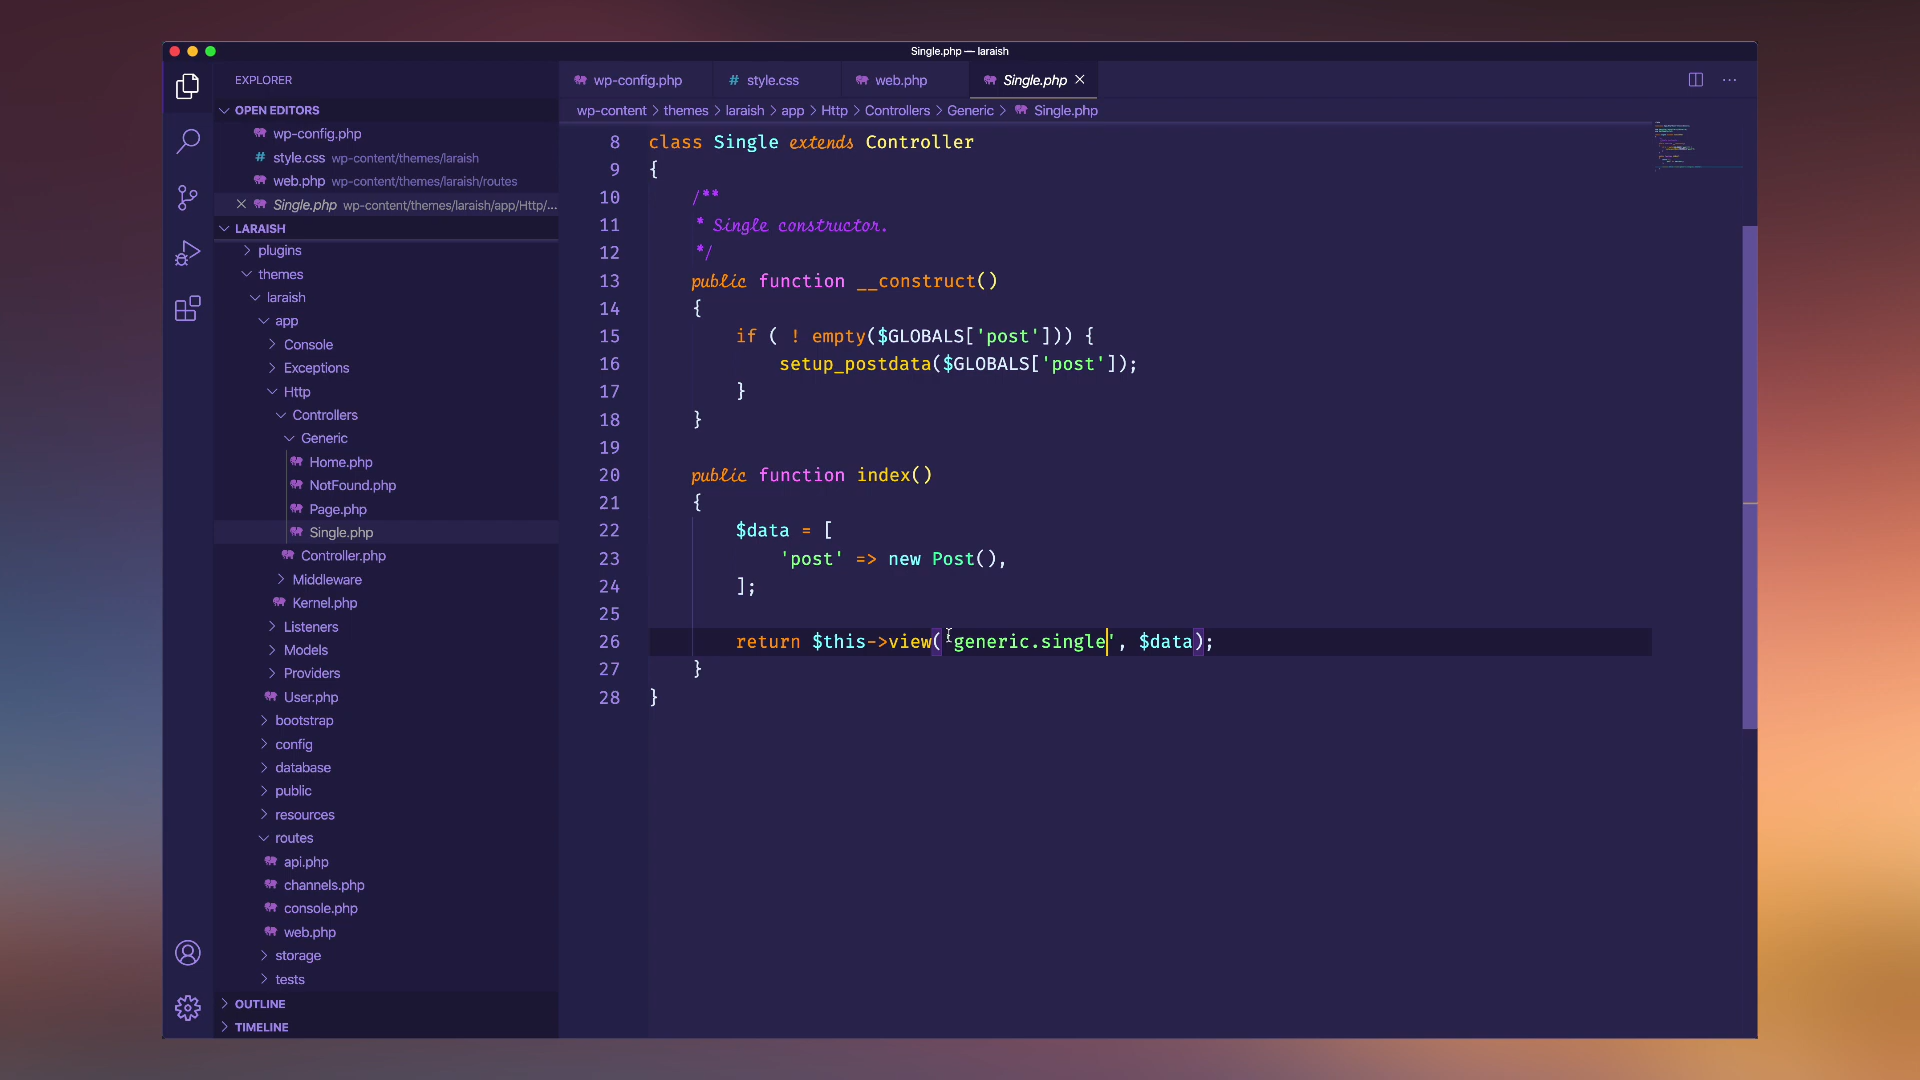 Single.php — laraish
EXPLORER
OPEN EDITORS
wp-config.php
style.css wp-content/themes/laraish
web.php wp-content/themes/laraish/routes
Single.php wp-content/themes/laraish/app/Http/...
LARAISH
plugins
themes
laraish
app
Console
Exceptions
Http
Controllers
Generic
Home.php
NotFound.php
Page.php
Single.php
Controller.php
Middleware
Kernel.php
Listeners
Models
Providers
User.php
bootstrap
config
database
public
resources
routes
api.php
channels.php
console.php
web.php
storage
tests
OUTLINE
TIMELINE
wp-config.php # style.css web.php Single.php
wp-content > themes > laraish > app > Http > Controllers > Generic > Single.php
8 class Single extends Controller
9 {
10 /**
11 * Single constructor.
12 */
13 public function __construct()
14 {
15 if ( ! empty($GLOBALS['post'])) {
16 setup_postdata($GLOBALS['post']);
17 }
18 }
19
20 public function index()
21 {
22 $data = [
23 'post' => new Post(),
24 ];
25
26 return $this->view('generic.single', $data);
27 }
28 }